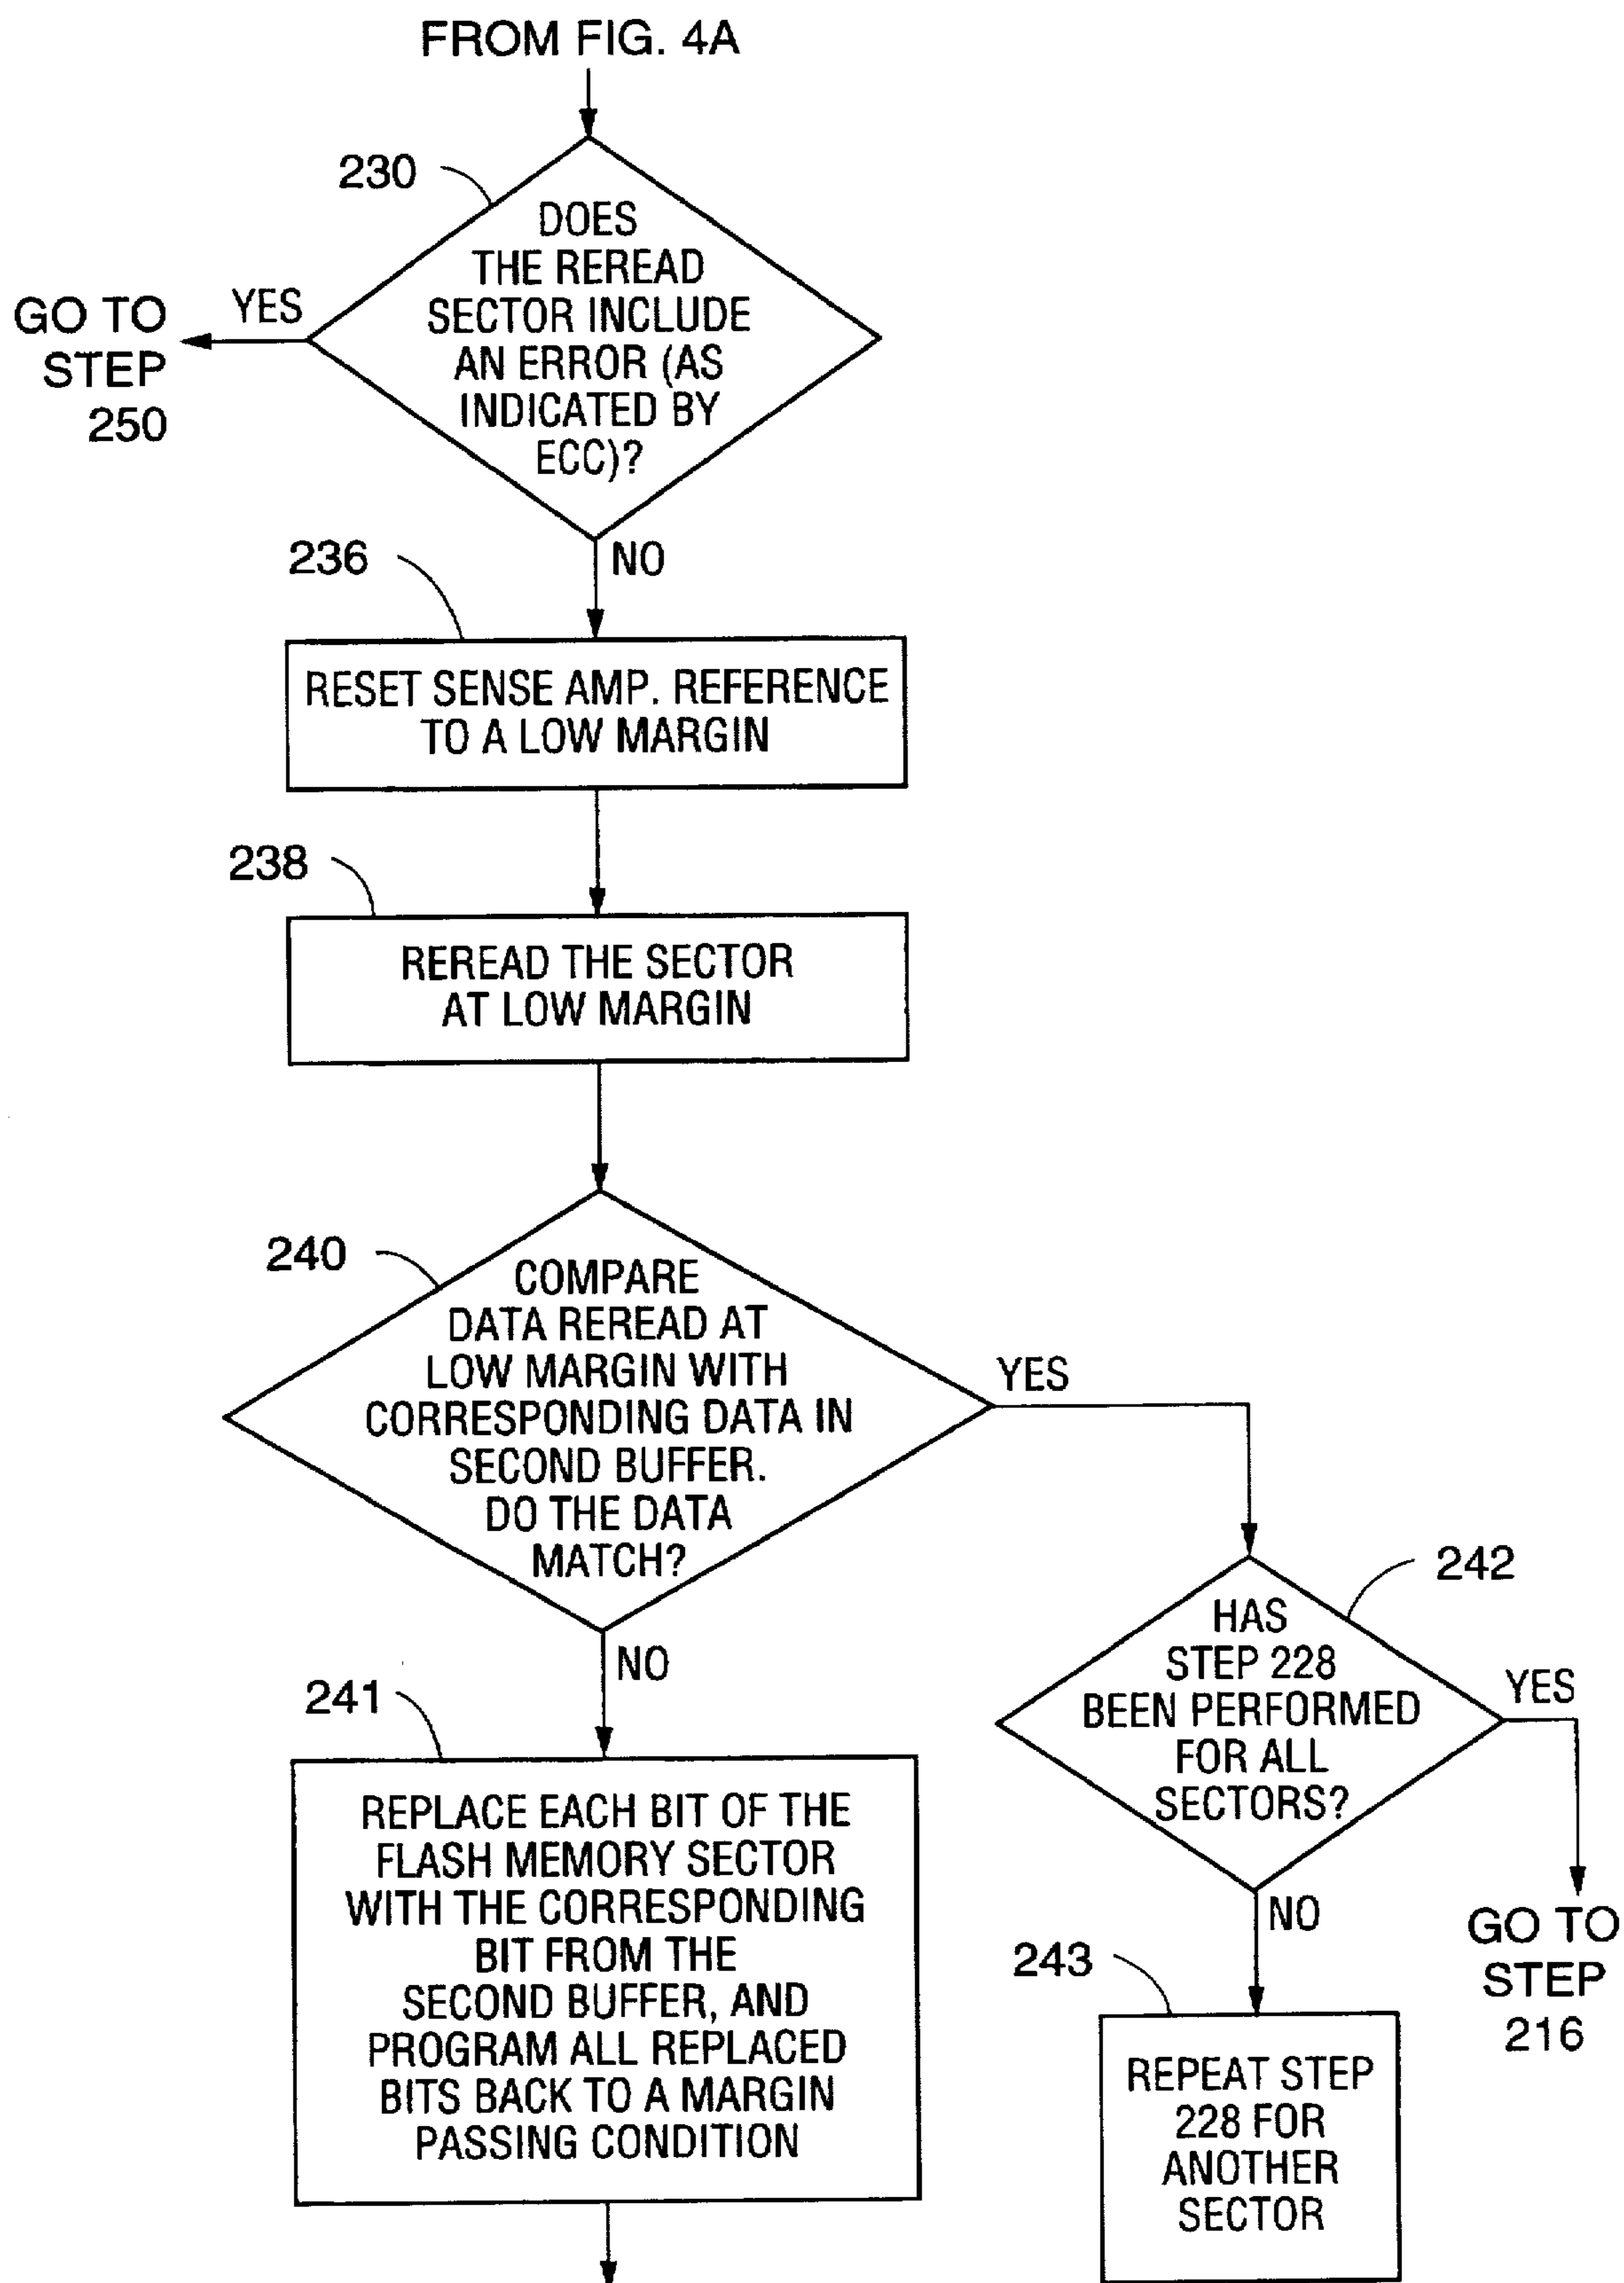 FROM FIG. 4A
230
DOES
THE REREAD
SECTOR INCLUDE
AN ERROR (AS
INDICATED BY
ECC)?
YES
GO TO
STEP
250
NO
236
RESET SENSE AMP. REFERENCE
TO A LOW MARGIN
238
REREAD THE SECTOR
AT LOW MARGIN
240
COMPARE
DATA REREAD AT
LOW MARGIN WITH
CORRESPONDING DATA IN
SECOND BUFFER.
DO THE DATA
MATCH?
YES
NO
242
HAS
STEP 228
BEEN PERFORMED
FOR ALL
SECTORS?
YES
GO TO
STEP
216
NO
241
REPLACE EACH BIT OF THE
FLASH MEMORY SECTOR
WITH THE CORRESPONDING
BIT FROM THE
SECOND BUFFER, AND
PROGRAM ALL REPLACED
BITS BACK TO A MARGIN
PASSING CONDITION
243
REPEAT STEP
228 FOR
ANOTHER
SECTOR